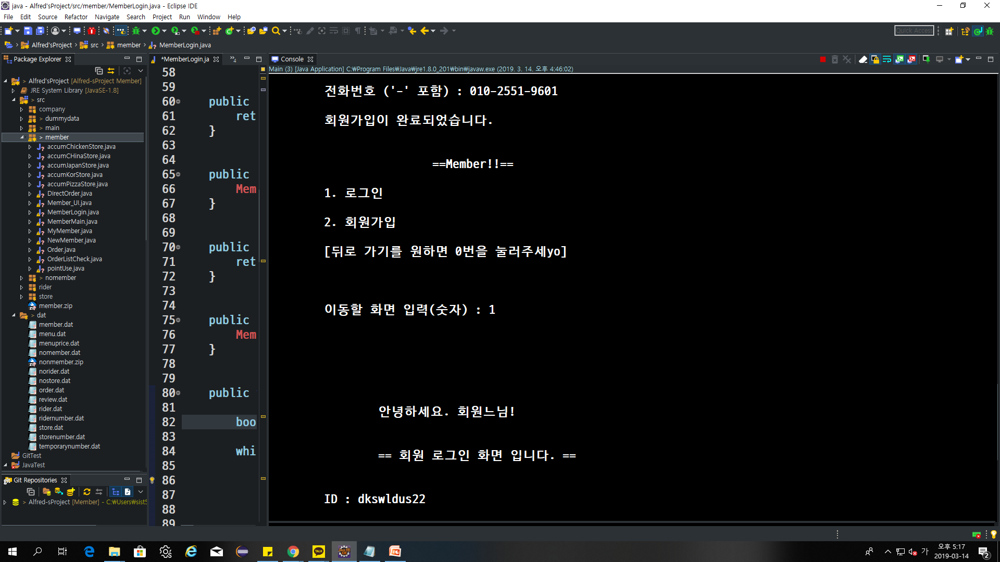 java - Alfred'sProject/src/member/MemberLogin.java - Eclipse IDE
File Edit Source Refactor Navigate Search Project Run Window Help
Quick Access
Alfred'sProject src member MemberLogin.java
Package Explorer
*MemberLogin.ja
4
Console
Main (3) [Java Application] C:₩Program Files₩Java₩jre1.8.0_201₩bin₩javaw.exe (2019. 3. 14. 오후 4:46:02)
> Alfred'sProject [Alfred-sProject Member]
JRE System Library [JavaSE-1.8]
> src
company
> dummydata
> main
> member
accumChickenStore.java
accumCHinaStore.java
accumJapanStore.java
accumKorStore.java
accumPizzaStore.java
DirectOrder.java
Member_UI.java
MemberLogin.java
MemberMain.java
MyMember.java
NewMember.java
Order.java
OrderListCheck.java
pointUse.java
> nomember
rider
store
member.zip
> dat
member.dat
menu.dat
menuprice.dat
nomember.dat
nonmember.zip
norider.dat
nostore.dat
order.dat
review.dat
rider.dat
ridernumber.dat
store.dat
storenumber.dat
temporarynumber.dat
GitTest
JavaTest
Git Repositories
> Alfred-sProject [Member] - C:₩Users₩sist5
58
59
60 public
61 ret
62 }
63
64
65 public
66 Mem
67 }
68
69
70 public
71 ret
72 }
73
74
75 public
76 Mem
77 }
78
79
80 public
81
82 boo
83
84 whi
85
86
87
88
89
전화번호 ('-' 포함) : 010-2551-9601
회원가입이 완료되었습니다.
==Member!!==
1. 로그인
2. 회원가입
[뒤로 가기를 원하면 0번을 눌러주세yo]
이동할 화면 입력(숫자) : 1
안녕하세요. 회원느님!
== 회원 로그인 화면 입니다. ==
ID : dkswldus22
TALK
가
오후 5:17
2019-03-14
2